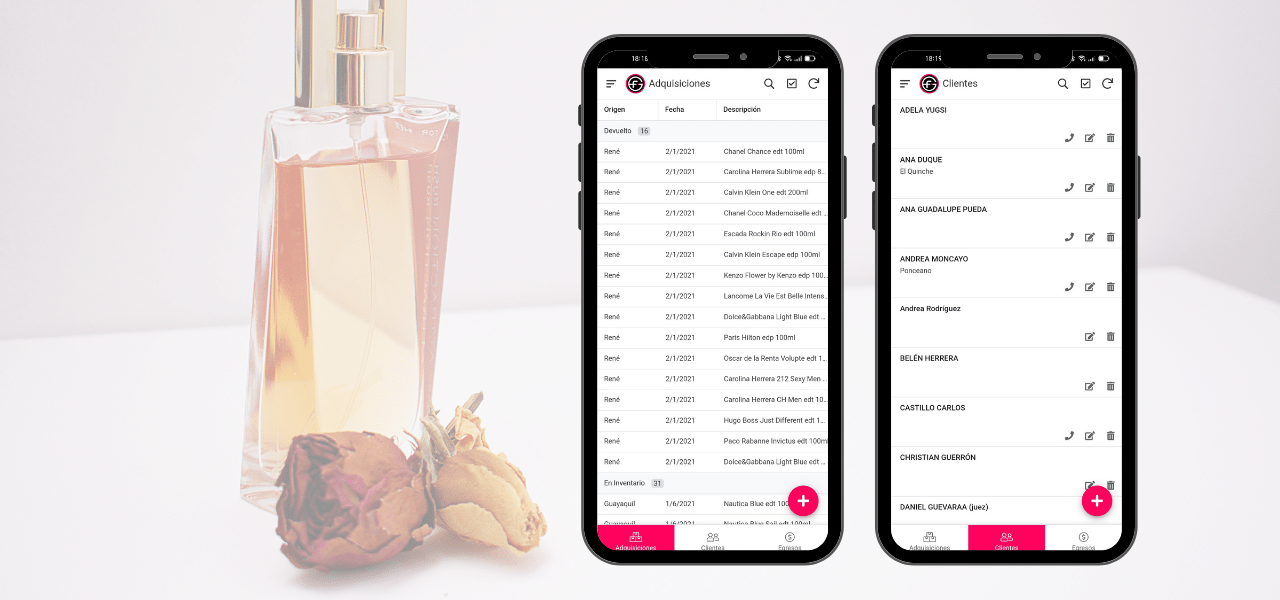 18:18
Adquisiciones
Origen Fecha Descripción
Devuelto 16
René 2/1/2021 Chanel Chance edt 100ml
René 2/1/2021 Carolina Herrera Sublime edp 8...
René 2/1/2021 Calvin Klein One edt 200ml
René 2/1/2021 Chanel Coco Mademoiselle edt ...
René 2/1/2021 Escada Rockin Rio edt 100ml
René 2/1/2021 Calvin Klein Escape edp 100ml
René 2/1/2021 Kenzo Flower by Kenzo edp 100...
René 2/1/2021 Lancome La Vie Est Belle Intens...
René 2/1/2021 Dolce&Gabbana Light Blue edt ...
René 2/1/2021 Paris Hilton edp 100ml
René 2/1/2021 Oscar de la Renta Volupte edt 1...
René 2/1/2021 Carolina Herrera 212 Sexy Men ...
René 2/1/2021 Carolina Herrera CH Men edt 10...
René 2/1/2021 Hugo Boss Just Different edt 1...
René 2/1/2021 Paco Rabanne Invictus edt 100m
René 2/1/2021 Dolce&Gabbana Light Blue edt ...
En Inventario 31
Guayaquil 1/6/2021 Nautica Blue edt 100
Guayaquil 1/6/2021 Nautica Blue Sail edt 100ml
Adquisiciones Clientes Egresos
18:19
Clientes
ADELA YUGSI
ANA DUQUE
El Quinche
ANA GUADALUPE PUEDA
ANDREA MONCAYO
Ponceano
Andrea Rodríguez
BELÉN HERRERA
CASTILLO CARLOS
CHRISTIAN GUERRÓN
DANIEL GUEVARAA (juez)
Adquisiciones Clientes Egresos